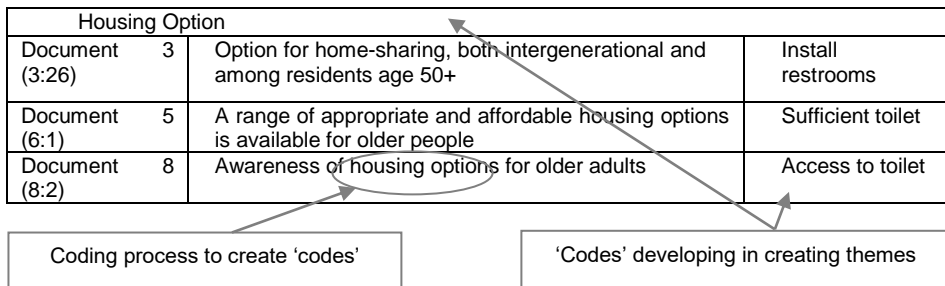 Housing Option
Document 3 Option for home-sharing, both intergenerational and Install
(3:26) among residents age 50+ restrooms
Document 5 A range of appropriate and affordable housing options Sufficient toilet
(6:1) is available for older people
Document 8 Awareness of housing options for older adults Access to toilet
(8:2)
Coding process to create ‘codes’ ‘Codes’ developing in creating themes